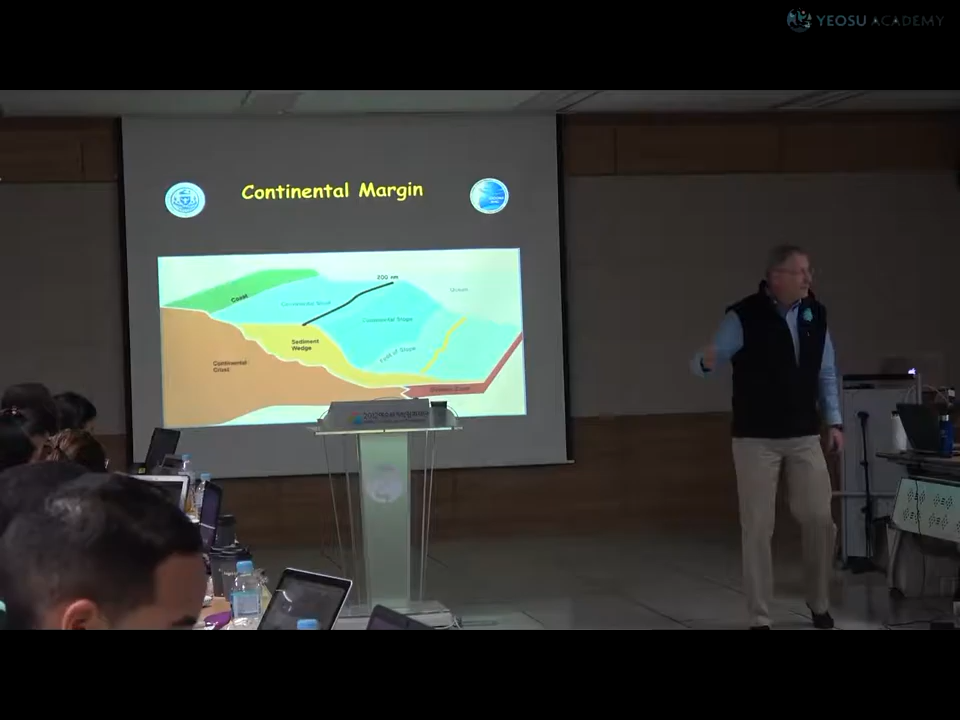 YEOSU ACADEMY
Continental Margin
200 nm
Coast
Continental Shelf
Ocean
Continental Slope
Sediment
Wedge
Foot of Slope
Continental
Crust